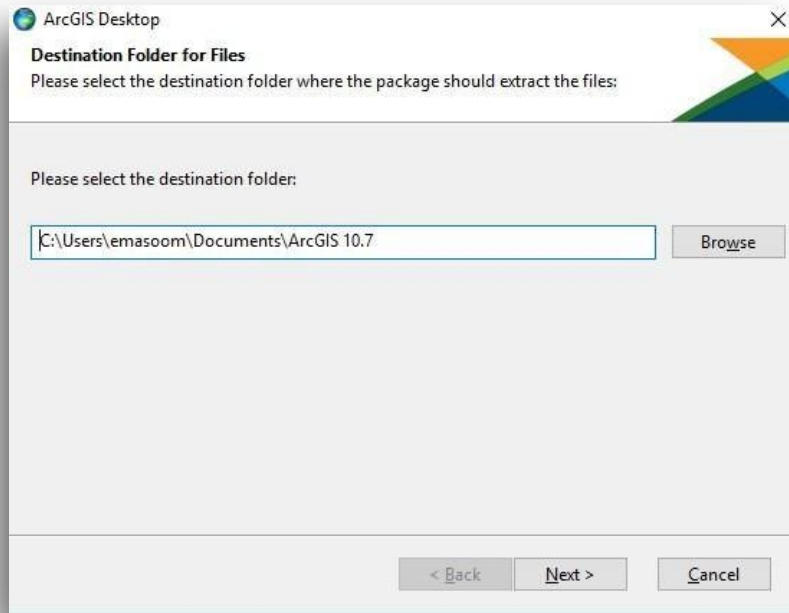 ArcGIS Desktop
Destination Folder for Files
Please select the destination folder where the package should extract the files:
Please select the destination folder:
C:\Users\emasoom\Documents\ArcGIS 10.7
Browse
< Back Next > Cancel